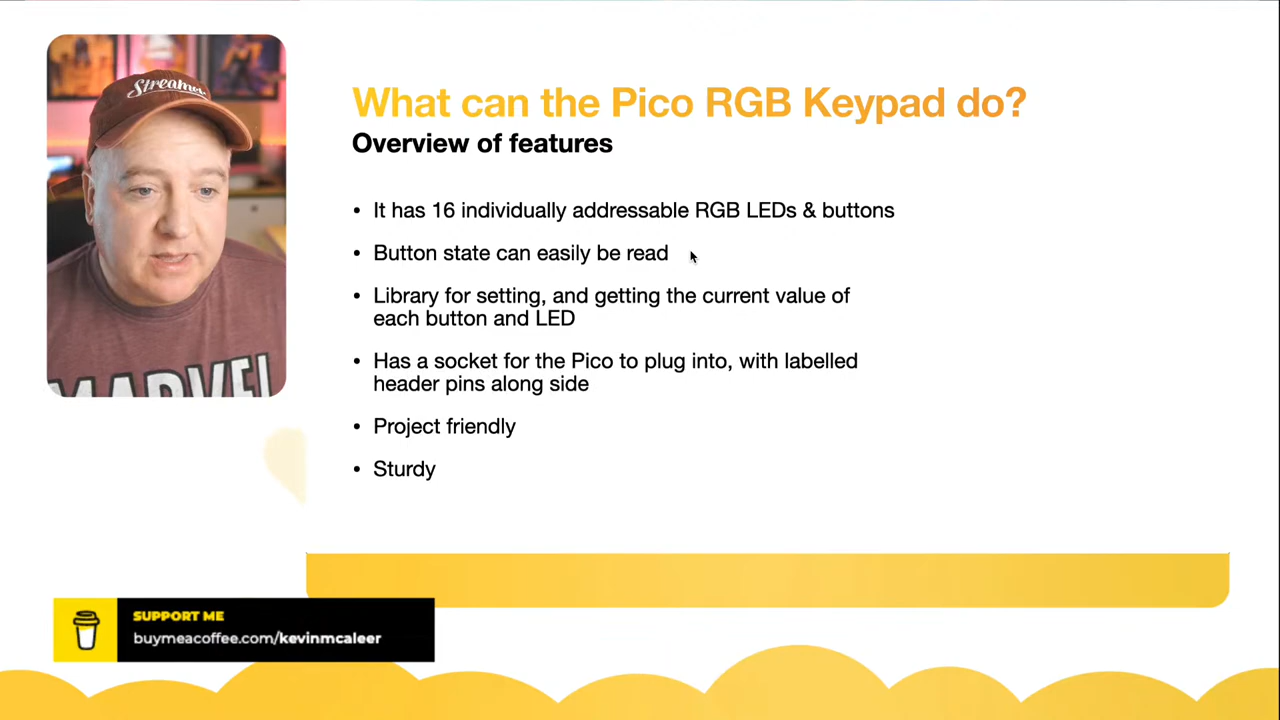 Streamer
MARVEL
What can the Pico RGB Keypad do?
Overview of features
• It has 16 individually addressable RGB LEDs & buttons
• Button state can easily be read
• Library for setting, and getting the current value of
each button and LED
• Has a socket for the Pico to plug into, with labelled
header pins along side
• Project friendly
• Sturdy
SUPPORT ME
buymeacoffee.com/kevinmcaleer